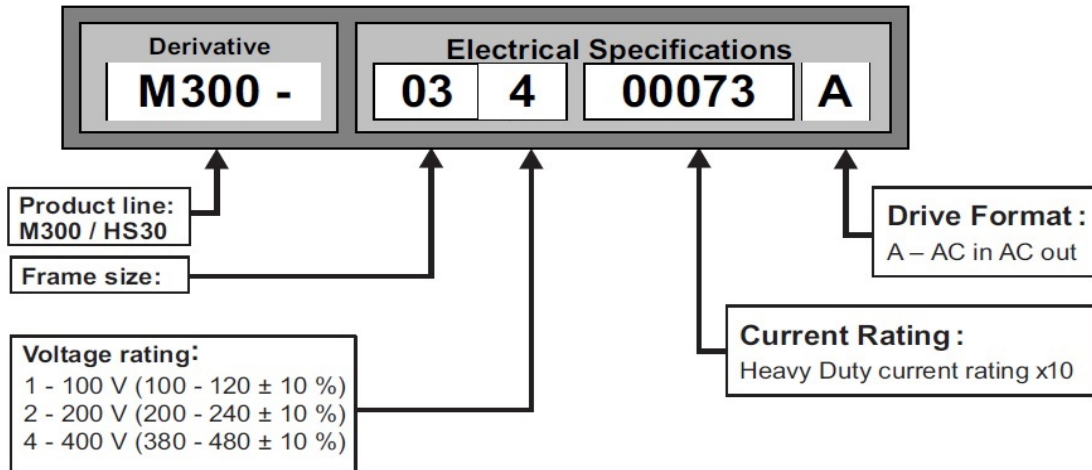 Derivative
Electrical Specifications
M300 - 03 4 00073 A
Product line:
M300 / HS30
Frame size:
Voltage rating:
1 - 100 V (100 - 120 ± 10 %)
2 - 200 V (200 - 240 ± 10 %)
4 - 400 V (380 - 480 ± 10 %)
Drive Format :
A – AC in AC out
Current Rating :
Heavy Duty current rating x10